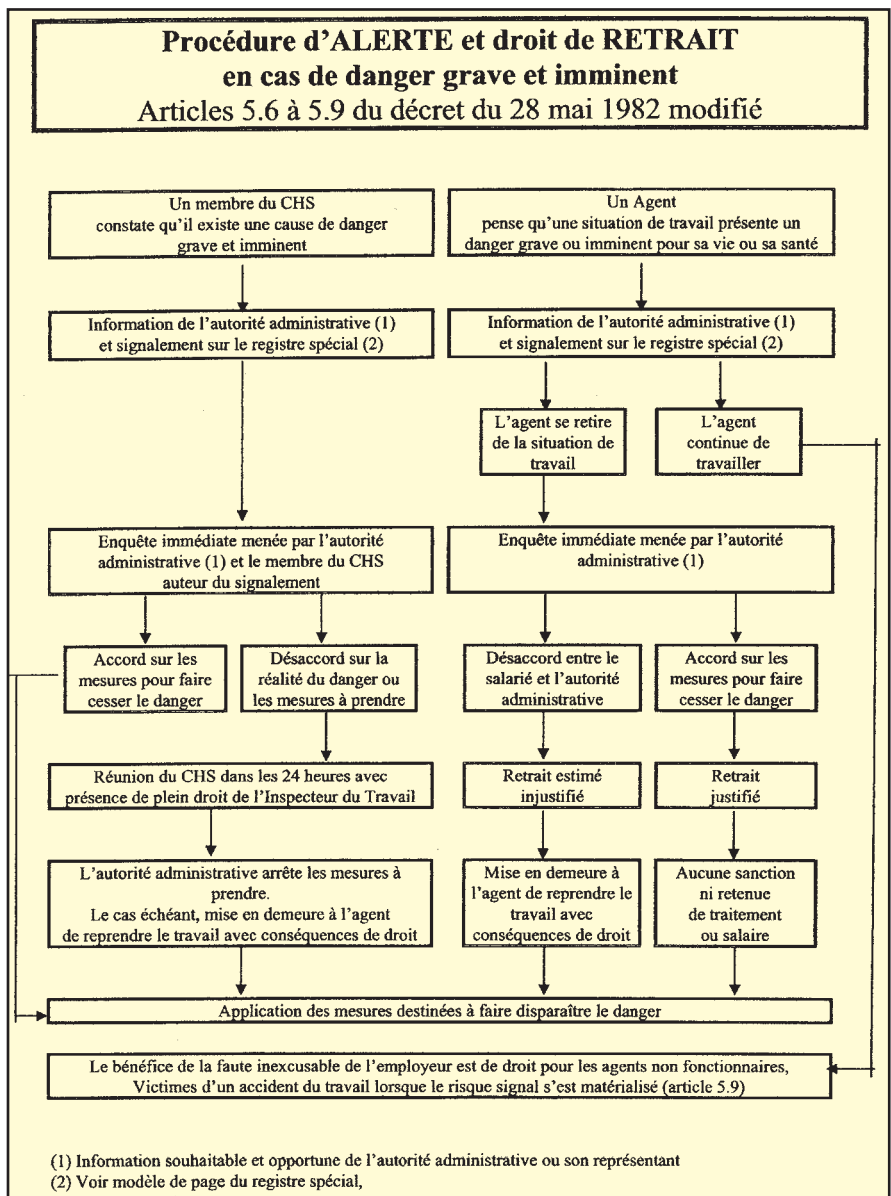 Procédure d'ALERTE et droit de RETRAIT
en cas de danger grave et imminent
Articles 5.6 à 5.9 du décret du 28 mai 1982 modifié
Un membre du CHS
constate qu'il existe une cause de danger
grave et imminent
Un Agent
pense qu'une situation de travail présente un
danger grave ou imminent pour sa vie ou sa santé
Information de l'autorité administrative (1)
et signalement sur le registre spécial (2)
Information de l'autorité administrative (1)
et signalement sur le registre spécial (2)
L'agent se retire
de la situation de
travail
L'agent
continue de
travailler
Enquête immédiate menée par l'autorité
administrative (1) et le membre du CHS
auteur du signalement
Enquête immédiate menée par l'autorité
administrative (1)
Accord sur les
mesures pour faire
cesser le danger
Désaccord sur la
réalité du danger ou
les mesures à prendre
Désaccord entre le
salarié et l'autorité
administrative
Accord sur les
mesures pour faire
cesser le danger
Réunion du CHS dans les 24 heures avec
présence de plein droit de l'Inspecteur du Travail
Retrait estimé
injustifié
Retrait
justifié
L'autorité administrative arrête les mesures à
prendre.
Le cas échéant, mise en demeure à l'agent
de reprendre le travail avec conséquences de droit
Mise en demeure à
l'agent de reprendre le
travail avec
conséquences de droit
Aucune sanction
ni retenue
de traitement
ou salaire
Application des mesures destinées à faire disparaître le danger
Le bénéfice de la faute inexcusable de l'employeur est de droit pour les agents non fonctionnaires,
Victimes d'un accident du travail lorsque le risque signal s'est matérialisé (article 5.9)
(1) Information souhaitable et opportune de l'autorité administrative ou son représentant
(2) Voir modèle de page du registre spécial,